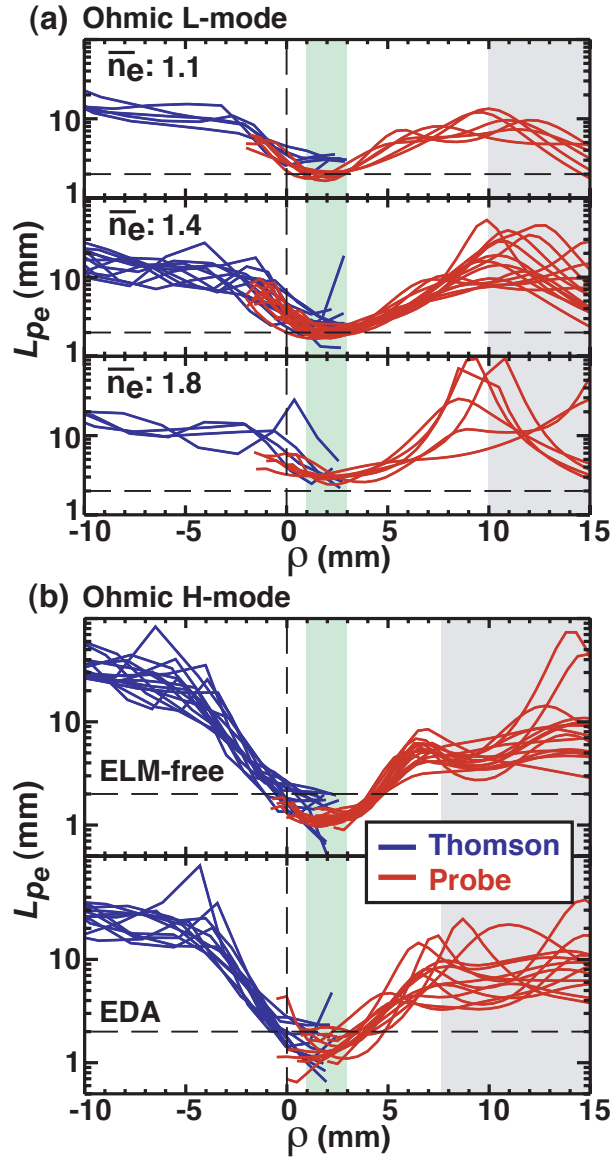 (a) Ohmic L-mode
n̅e: 1.1
10
1
n̅e: 1.4
10
1
n̅e: 1.8
10
1
Lpe (mm)
-10 -5 0 5 10 15
ρ (mm)
(b) Ohmic H-mode
10
ELM-free
1
Thomson
Probe
10
EDA
1
Lpe (mm)
-10 -5 0 5 10 15
ρ (mm)